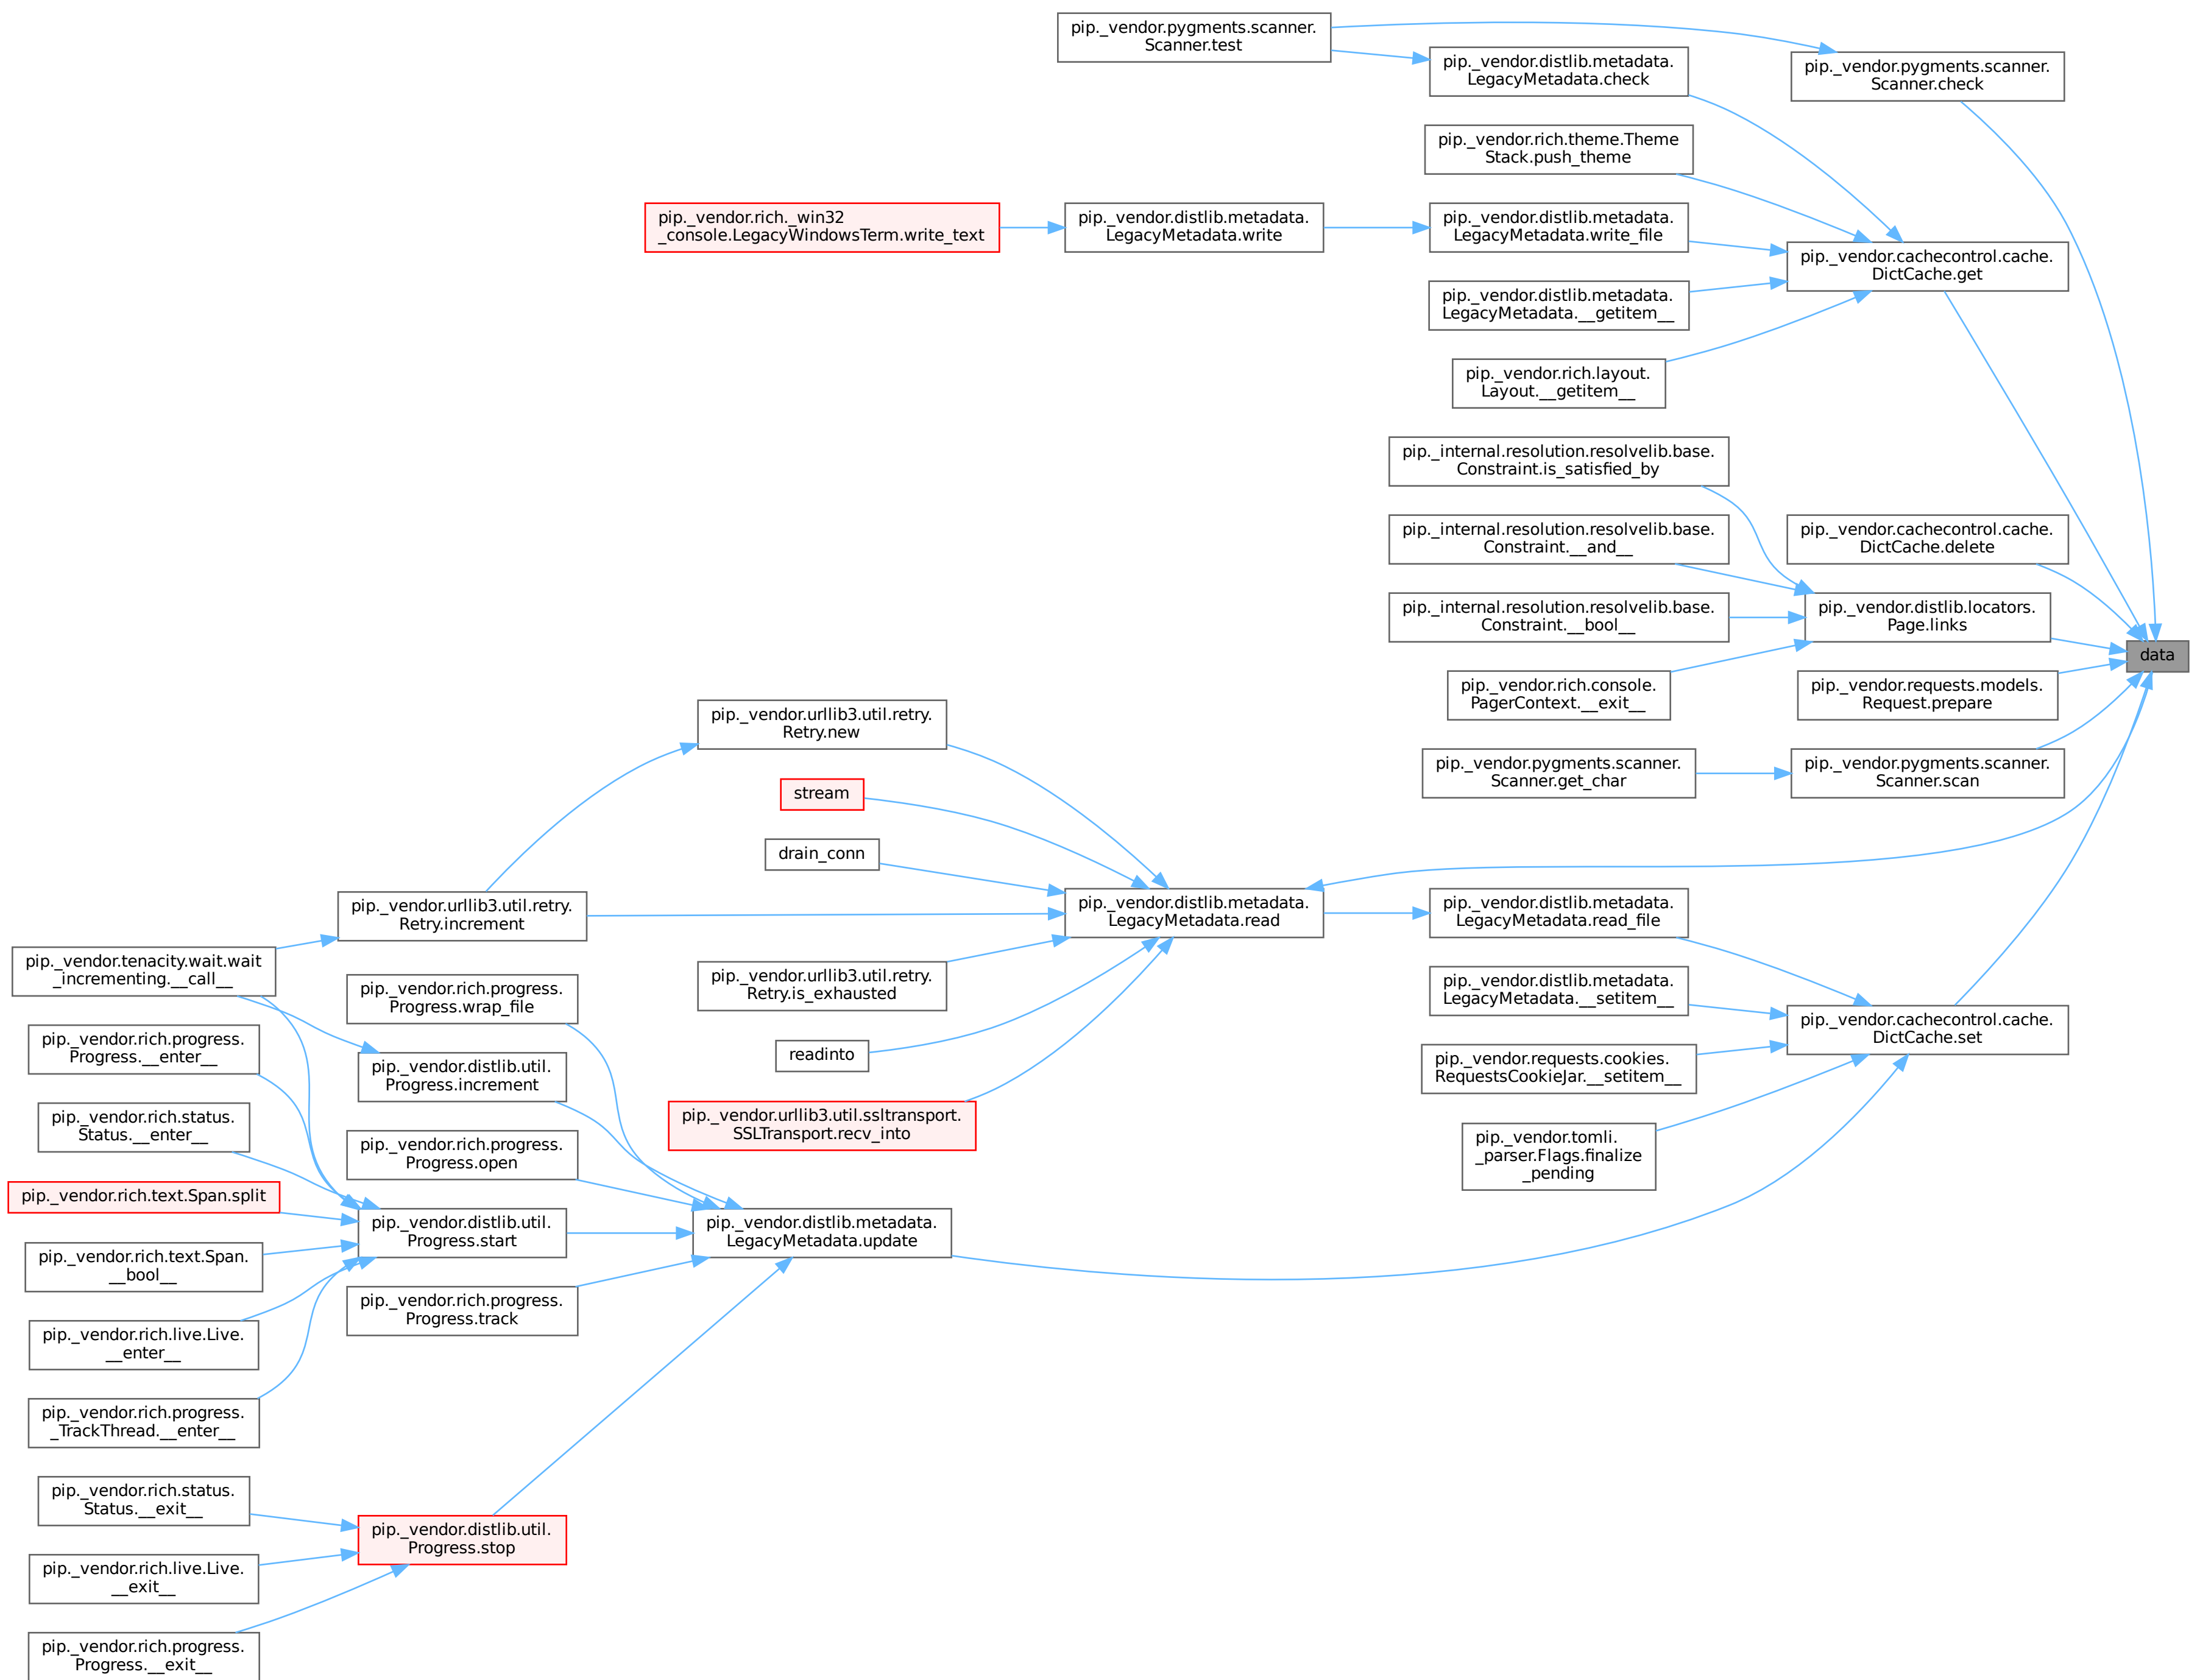 pip._vendor.pygments.scanner.
Scanner.test
pip._vendor.distlib.metadata.
LegacyMetadata.check
pip._vendor.pygments.scanner.
Scanner.check
pip._vendor.rich.theme.Theme
Stack.push_theme
pip._vendor.rich._win32
_console.LegacyWindowsTerm.write_text
pip._vendor.distlib.metadata.
LegacyMetadata.write
pip._vendor.distlib.metadata.
LegacyMetadata.write_file
pip._vendor.cachecontrol.cache.
DictCache.get
pip._vendor.distlib.metadata.
LegacyMetadata.__getitem__
pip._vendor.rich.layout.
Layout.__getitem__
pip._internal.resolution.resolvelib.base.
Constraint.is_satisfied_by
pip._internal.resolution.resolvelib.base.
Constraint.__and__
pip._vendor.cachecontrol.cache.
DictCache.delete
pip._internal.resolution.resolvelib.base.
Constraint.__bool__
pip._vendor.distlib.locators.
Page.links
data
pip._vendor.rich.console.
PagerContext.__exit__
pip._vendor.requests.models.
Request.prepare
pip._vendor.urllib3.util.retry.
Retry.new
pip._vendor.pygments.scanner.
Scanner.get_char
pip._vendor.pygments.scanner.
Scanner.scan
stream
drain_conn
pip._vendor.urllib3.util.retry.
Retry.increment
pip._vendor.distlib.metadata.
LegacyMetadata.read
pip._vendor.distlib.metadata.
LegacyMetadata.read_file
pip._vendor.tenacity.wait.wait
_incrementing.__call__
pip._vendor.rich.progress.
Progress.wrap_file
pip._vendor.urllib3.util.retry.
Retry.is_exhausted
pip._vendor.distlib.metadata.
LegacyMetadata.__setitem__
pip._vendor.cachecontrol.cache.
DictCache.set
pip._vendor.rich.progress.
Progress.__enter__
pip._vendor.distlib.util.
Progress.increment
readinto
pip._vendor.requests.cookies.
RequestsCookieJar.__setitem__
pip._vendor.rich.status.
Status.__enter__
pip._vendor.rich.progress.
Progress.open
pip._vendor.urllib3.util.ssltransport.
SSLTransport.recv_into
pip._vendor.tomli.
_parser.Flags.finalize
_pending
pip._vendor.rich.text.Span.split
pip._vendor.distlib.util.
Progress.start
pip._vendor.distlib.metadata.
LegacyMetadata.update
pip._vendor.rich.text.Span.
__bool__
pip._vendor.rich.progress.
Progress.track
pip._vendor.rich.live.Live.
__enter__
pip._vendor.rich.progress.
_TrackThread.__enter__
pip._vendor.rich.status.
Status.__exit__
pip._vendor.distlib.util.
Progress.stop
pip._vendor.rich.live.Live.
__exit__
pip._vendor.rich.progress.
Progress.__exit__